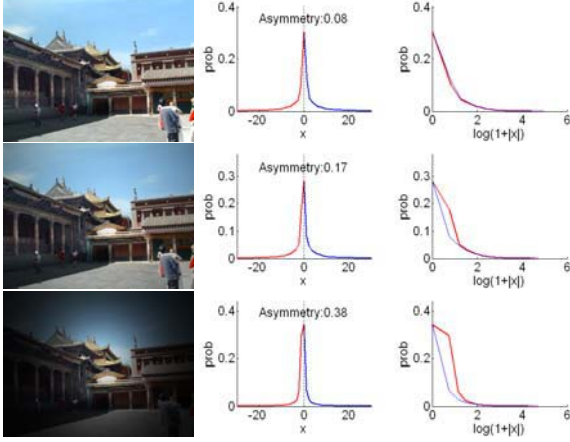 Asymmetry:0.08
prob
0.4
0.2
0
-20 0 20
x
prob
0.4
0.2
0
0 2 4 6
log(1+|x|)
Asymmetry:0.17
prob
0.3
0.2
0.1
0
-20 0 20
x
prob
0.3
0.2
0.1
0
0 2 4 6
log(1+|x|)
Asymmetry:0.38
prob
0.4
0.2
0
-20 0 20
x
prob
0.4
0.2
0
0 2 4 6
log(1+|x|)